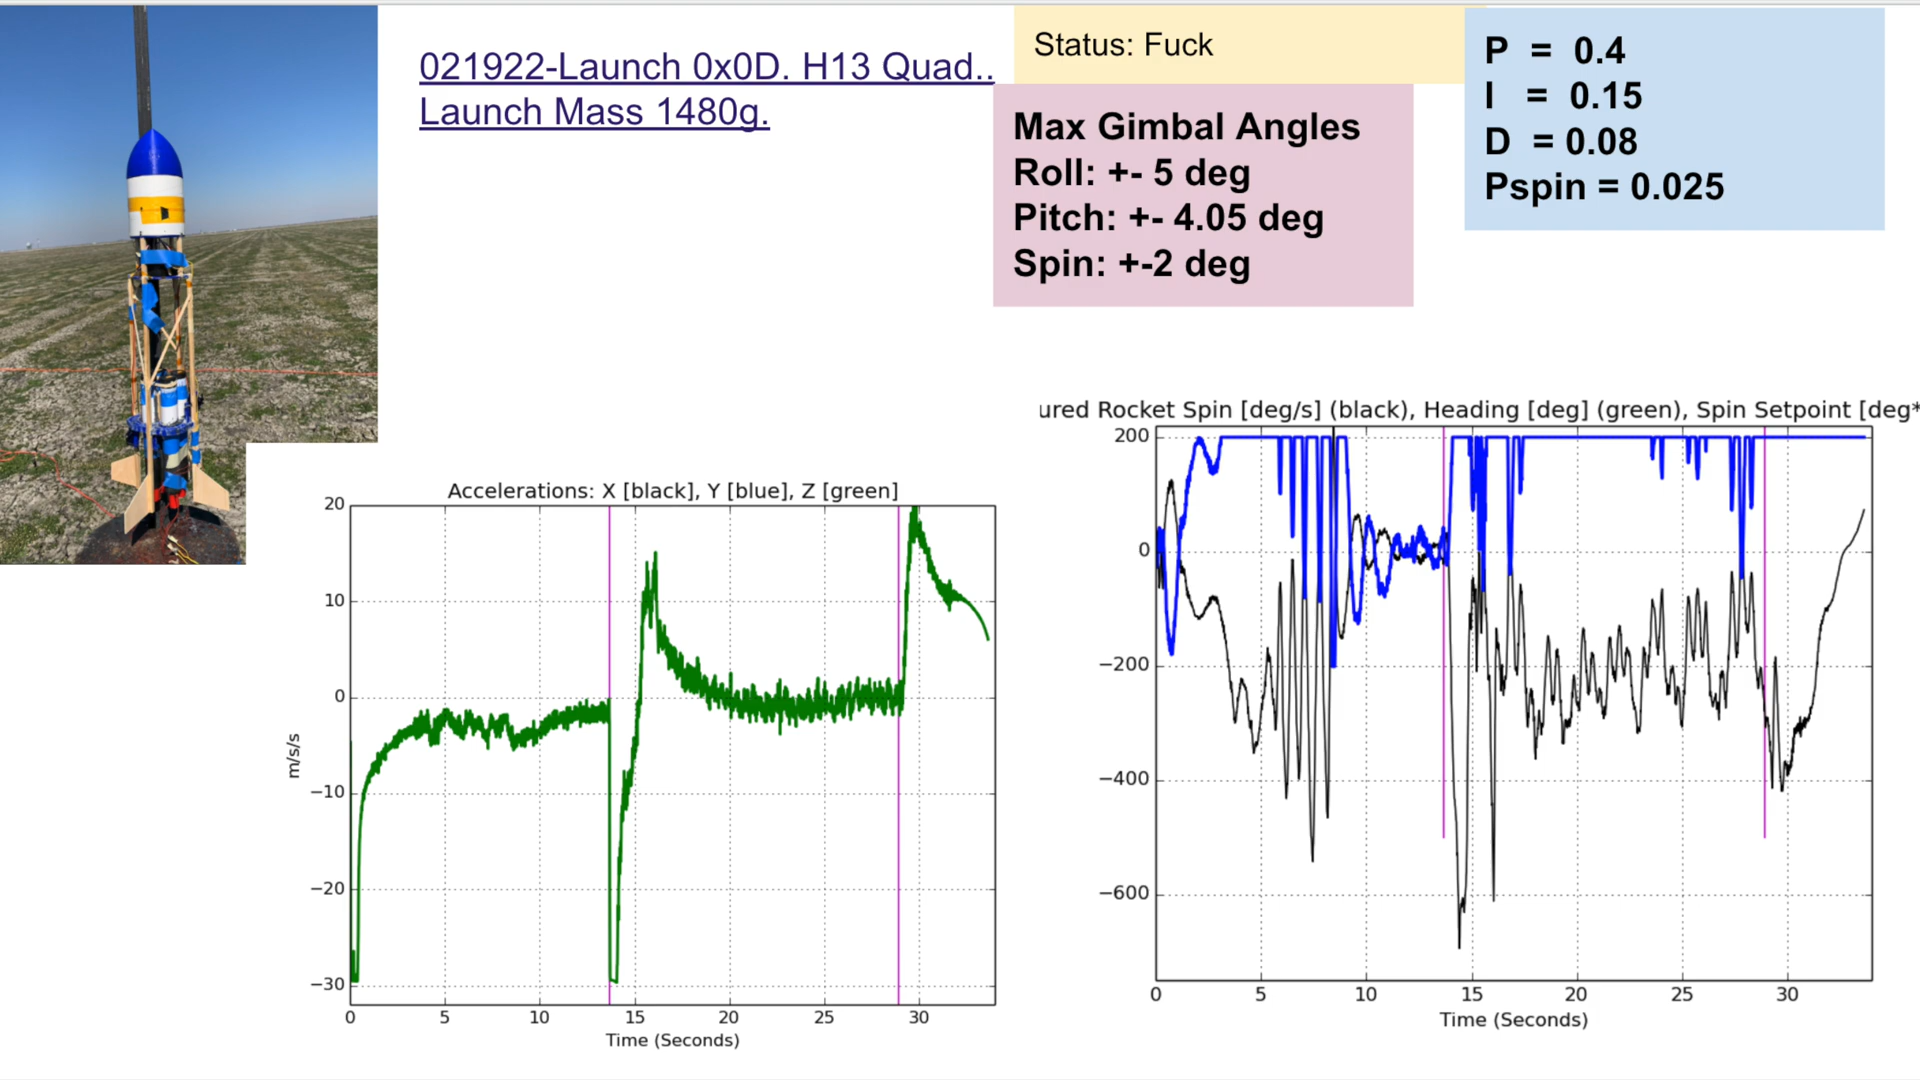 021922-Launch 0x0D. H13 Quad..
Launch Mass 1480g.
Status: Fuck
Max Gimbal Angles
Roll: +- 5 deg
Pitch: +- 4.05 deg
Spin: +-2 deg
P = 0.4
I = 0.15
D = 0.08
Pspin = 0.025
Accelerations: X [black], Y [blue], Z [green]
20
10
0
−10
−20
−30
m/s/s
0 5 10 15 20 25 30
Time (Seconds)
ured Rocket Spin [deg/s] (black), Heading [deg] (green), Spin Setpoint [deg*
200
0
−200
−400
−600
0 5 10 15 20 25 30
Time (Seconds)